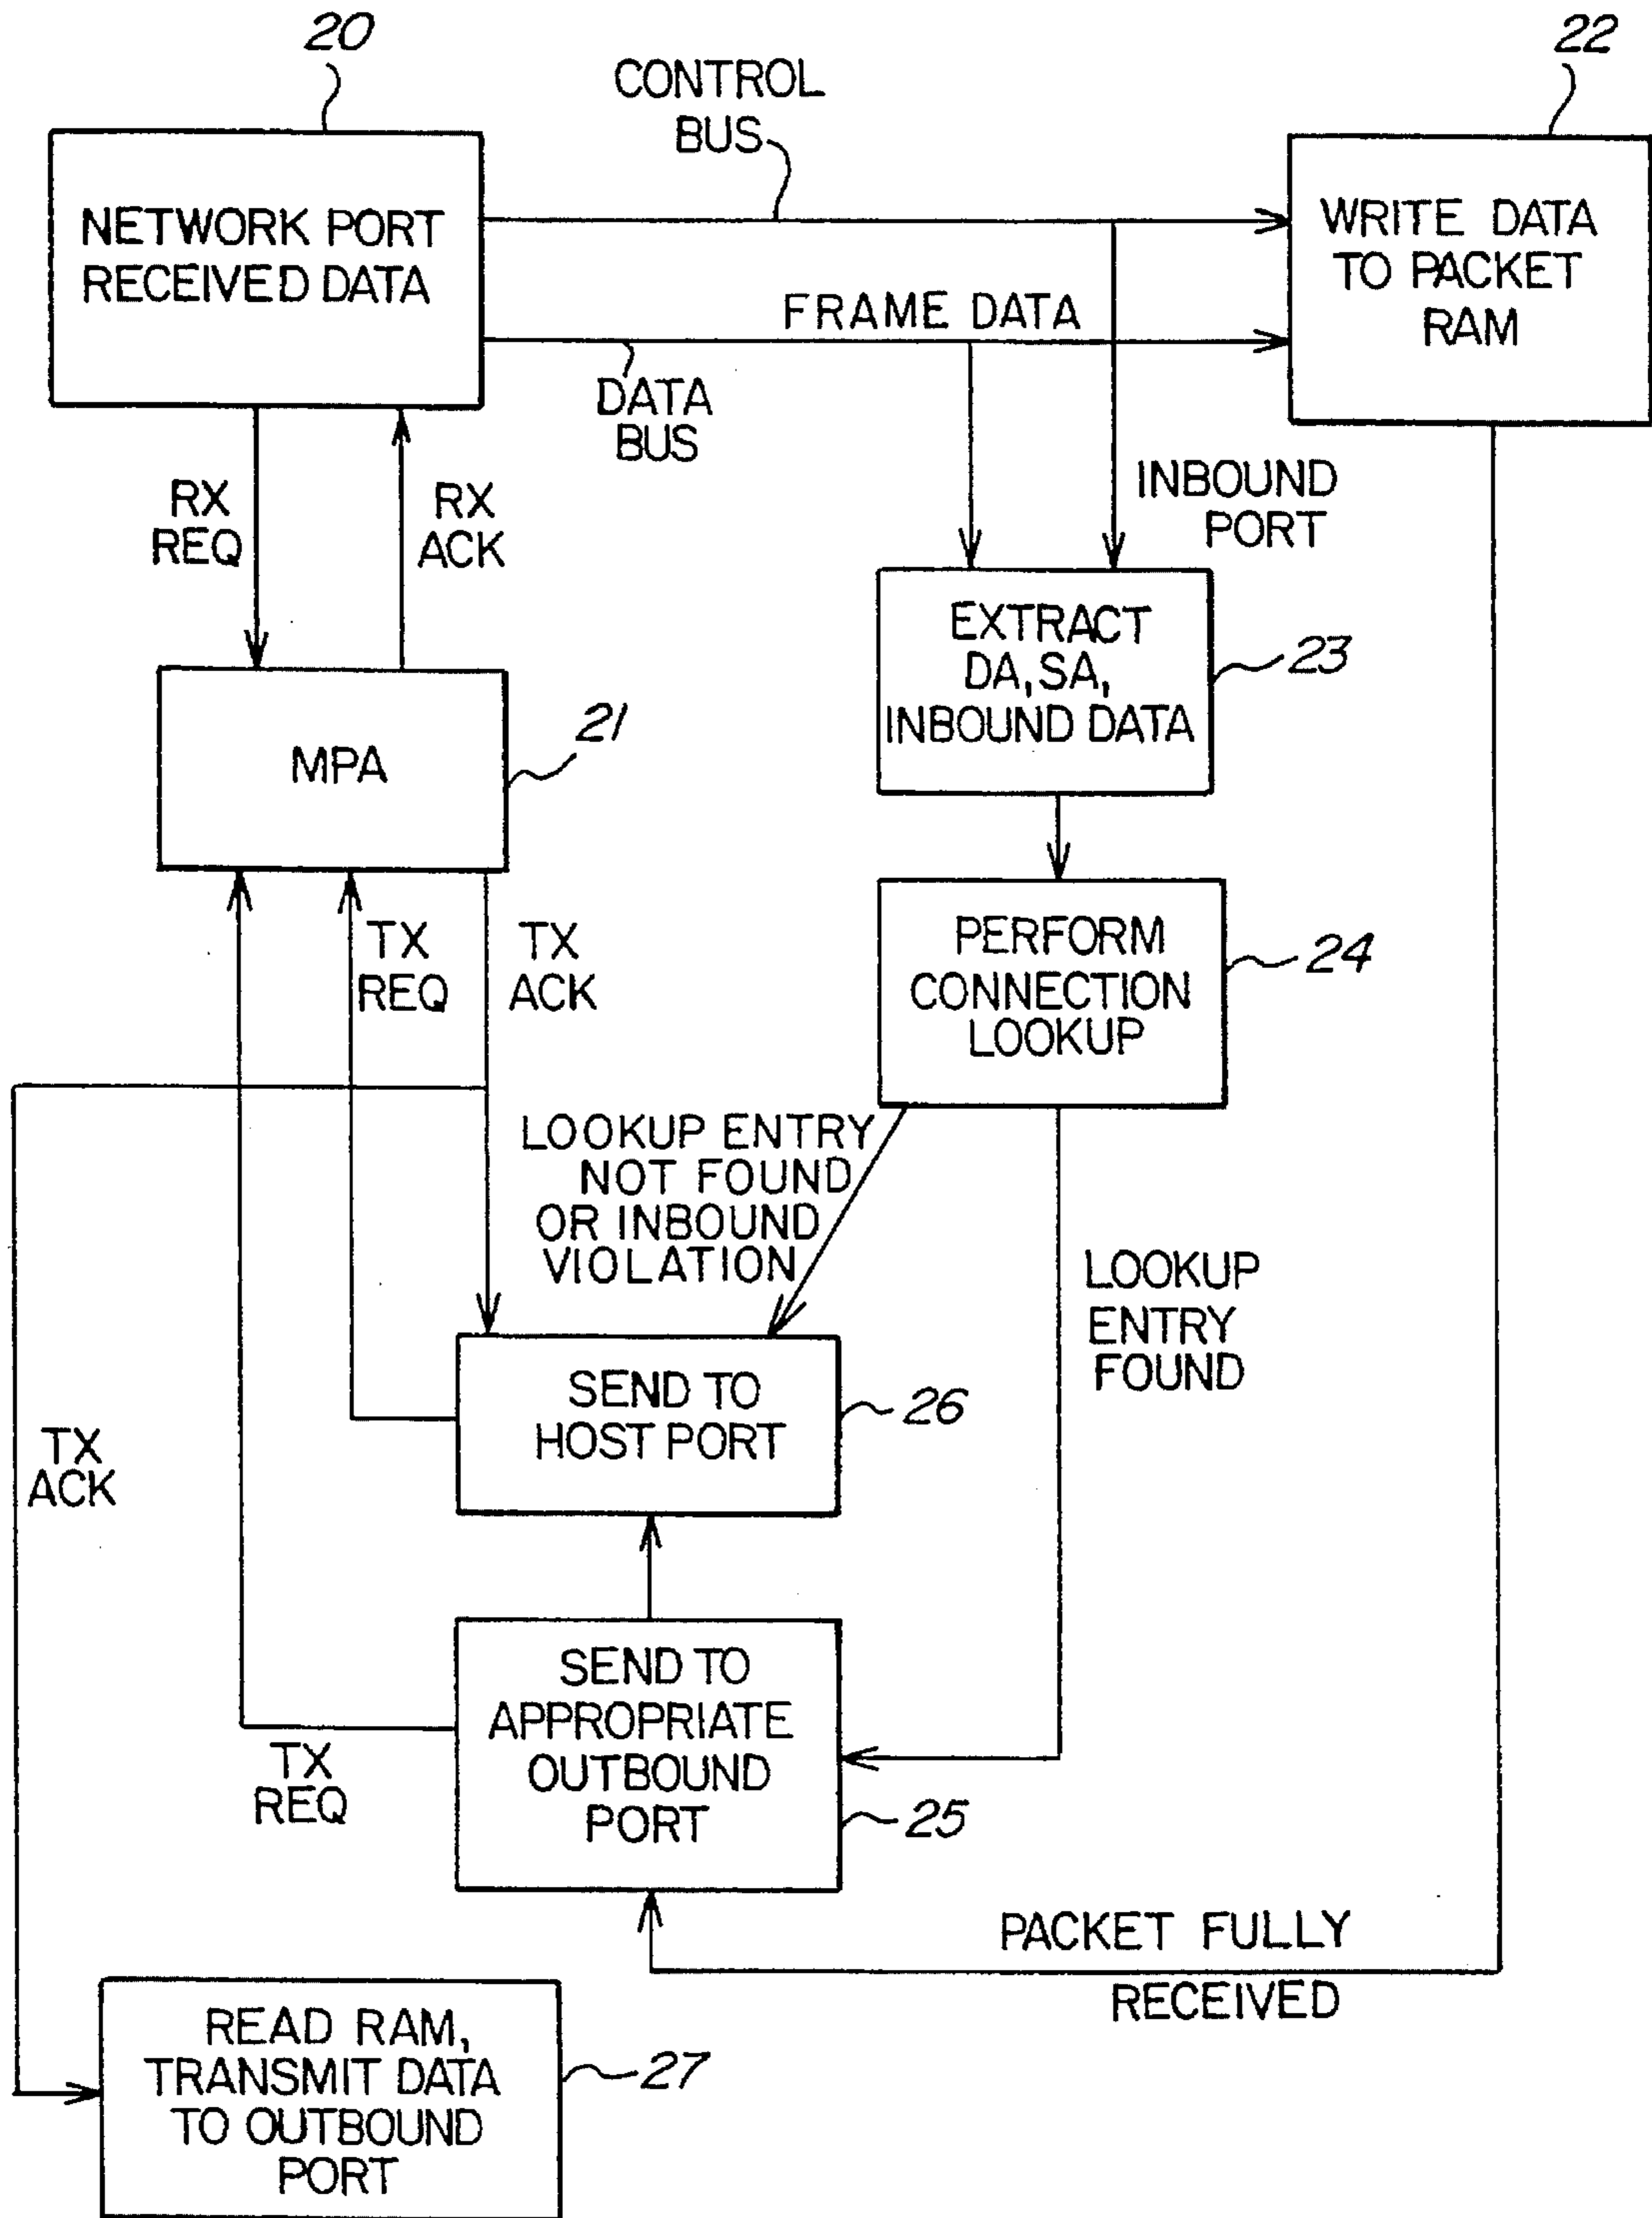 20
22
CONTROL
BUS
NETWORK PORT
RECEIVED DATA
WRITE DATA
TO PACKET
RAM
FRAME DATA
DATA
BUS
RX
REQ
RX
ACK
INBOUND
PORT
EXTRACT
DA, SA,
INBOUND DATA
23
MPA
21
PERFORM
CONNECTION
LOOKUP
24
TX
REQ
TX
ACK
LOOKUP ENTRY
NOT FOUND
OR INBOUND
VIOLATION
LOOKUP
ENTRY
FOUND
SEND TO
HOST PORT
26
TX
ACK
SEND TO
APPROPRIATE
OUTBOUND
PORT
25
TX
REQ
PACKET FULLY
RECEIVED
READ RAM,
TRANSMIT DATA
TO OUTBOUND
PORT
27